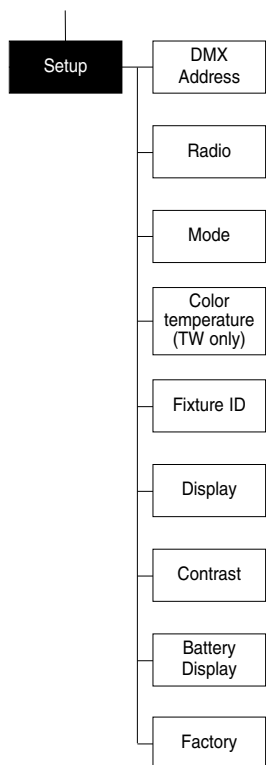 Setup
DMX
Address
Radio
Mode
Color
temperature
(TW only)
Fixture ID
Display
Contrast
Battery
Display
Factory